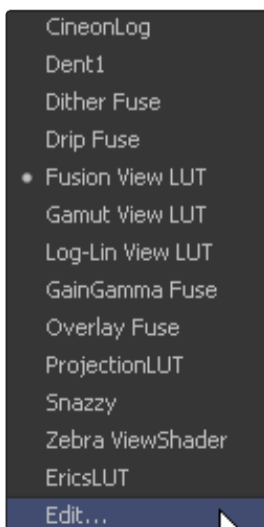 CineonLog
Dent1
Dither Fuse
Drip Fuse
Fusion View LUT
Gamut View LUT
Log-Lin View LUT
GainGamma Fuse
Overlay Fuse
ProjectionLUT
Snazzy
Zebra ViewShader
EricsLUT
Edit...